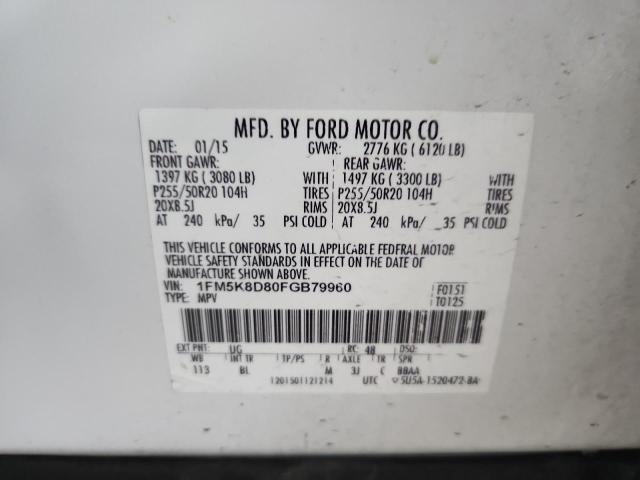 MFD. BY FORD MOTOR CO.
DATE: 01/15 GVWR: 2776 KG ( 6120 LB)
FRONT GAWR: REAR GAWR:
1397 KG ( 3080 LB) 1497 KG ( 3300 LB)
P255/50R20 104H TIRES P255/50R20 104H TIRES
20X8.5J RIMS 20X8.5J RIMS
AT 240 kPa/ 35 PSI COLD AT 240 kPa/ 35 PSI COLD
THIS VEHICLE CONFORMS TO ALL APPLICABLE FEDERAL MOTOR
VEHICLE SAFETY STANDARDS IN EFFECT ON THE DATE OF
MANUFACTURE SHOWN ABOVE.
VIN: 1FM5K8D80FGB79960 F0151
TYPE: MPV T0125
EXT PNT: UG RC: 48 DSO:
WB INT TR TP/PS R AXLE TR SPR
113 BL M 3J C BBAA
1201501121214 UTC 5U5A-1520472-BA